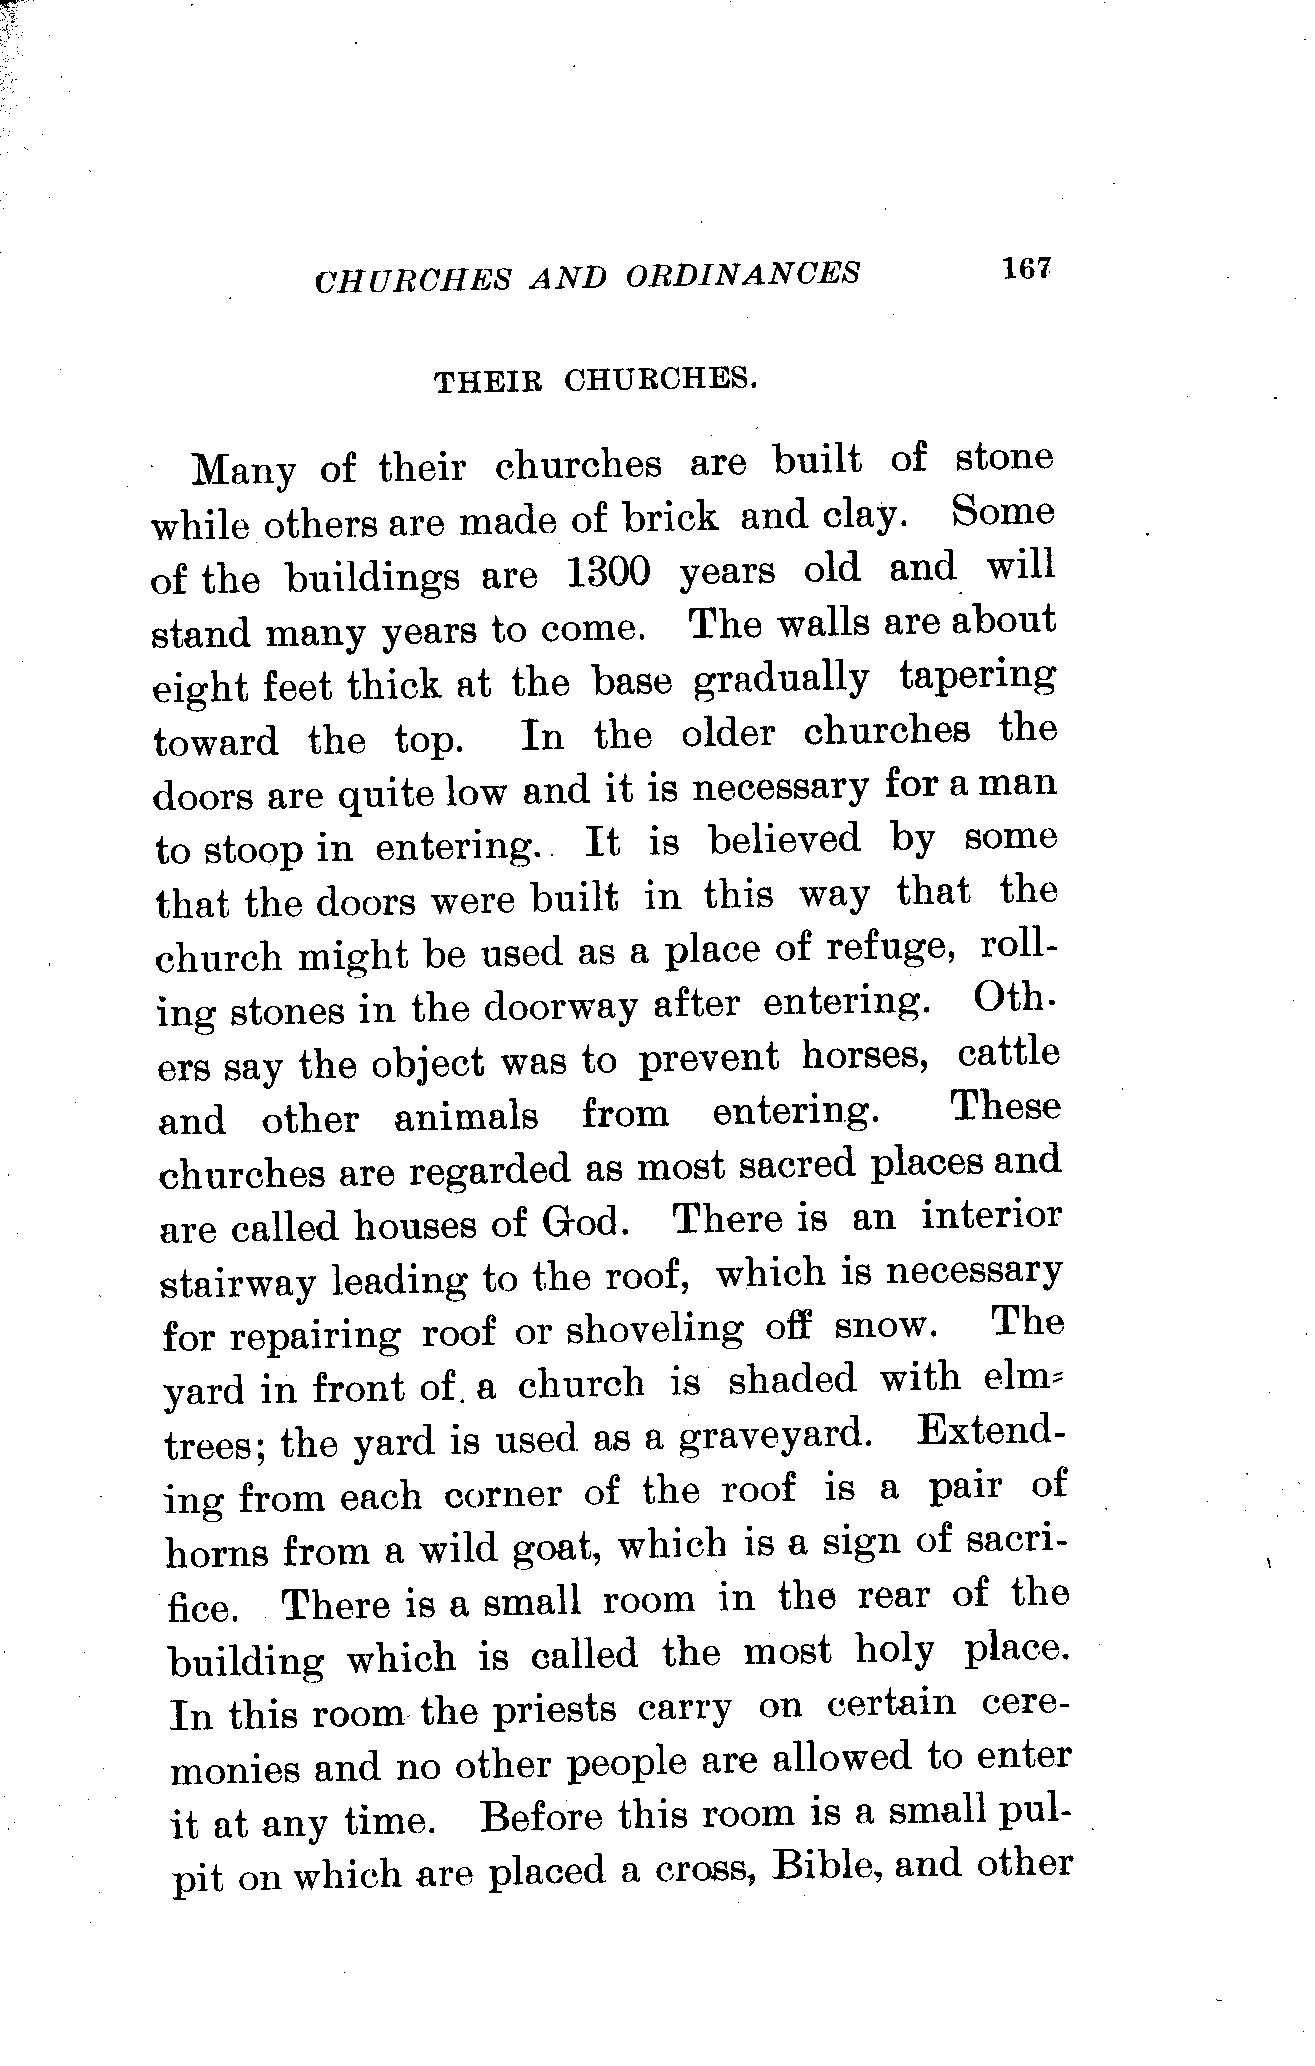 CHURCHES AND ORDINANCES 167
THEIR CHURCHES.
Many of their churches are built of stone
while others are made of brick and clay. Some
of the buildings are 1300 years old and will
stand many years to come. The walls are about
eight feet thick at the base gradually tapering
toward the top. In the older churches the
doors are quite low and it is necessary for a man
to stoop in entering. It is believed by some
that the doors were built in this way that the
church might be used as a place of refuge, roll-
ing stones in the doorway after entering. Oth-
ers say the object was to prevent horses, cattle
and other animals from entering. These
churches are regarded as most sacred places and
are called houses of God. There is an interior
stairway leading to the roof, which is necessary
for repairing roof or shoveling off snow. The
yard in front of a church is shaded with elm-
trees; the yard is used as a graveyard. Extend-
ing from each corner of the roof is a pair of
horns from a wild goat, which is a sign of sacri-
fice. There is a small room in the rear of the
building which is called the most holy place.
In this room the priests carry on certain cere-
monies and no other people are allowed to enter
it at any time. Before this room is a small pul-
pit on which are placed a cross, Bible, and other